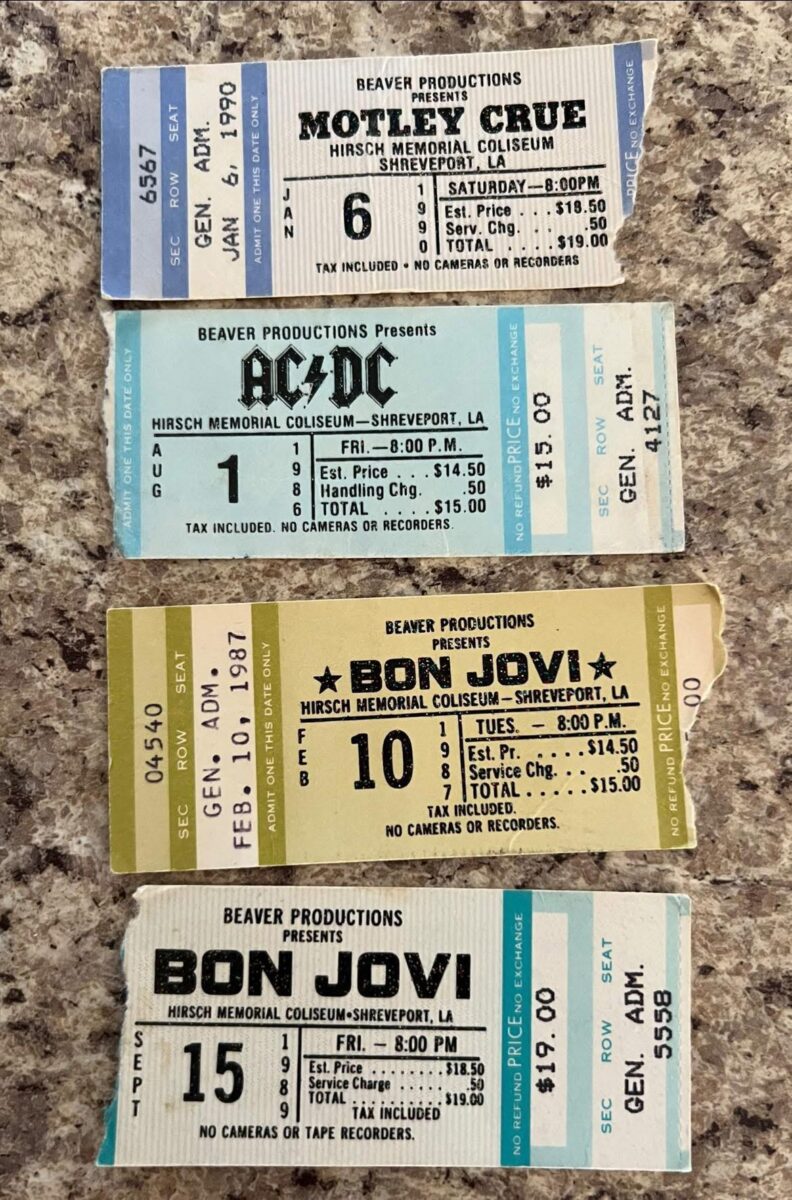 6567
SEC ROW SEAT
GEN. ADM.
JAN 6, 1990
ADMIT ONE THIS DATE ONLY
BEAVER PRODUCTIONS
PRESENTS
MOTLEY CRUE
HIRSCH MEMORIAL COLISEUM
SHREVEPORT, LA
JAN 6 1990
SATURDAY—8:00PM
Est. Price . . . $18.50
Serv. Chg. . . .50
TOTAL . . . . $19.00
TAX INCLUDED • NO CAMERAS OR RECORDERS
PRICE NO EXCHANGE
ADMIT ONE THIS DATE ONLY
BEAVER PRODUCTIONS Presents
AC/DC
HIRSCH MEMORIAL COLISEUM—SHREVEPORT, LA
AUG 1 1986
FRI.—8:00 P.M.
Est. Price . . . $14.50
Handling Chg. .50
TOTAL . . . . $15.00
TAX INCLUDED. NO CAMERAS OR RECORDERS.
NO REFUND PRICE NO EXCHANGE
$15.00
SEC ROW SEAT
GEN. ADM.
4127
04540
SEC ROW SEAT
GEN. ADM.
FEB. 10, 1987
ADMIT ONE THIS DATE ONLY
BEAVER PRODUCTIONS
PRESENTS
★BON JOVI★
HIRSCH MEMORIAL COLISEUM—SHREVEPORT, LA
FEB 10 1987
TUES. — 8:00 P.M.
Est. Pr. . . . . . $14.50
Service Chg. . . .50
TOTAL . . . . . $15.00
TAX INCLUDED.
NO CAMERAS OR RECORDERS.
NO REFUND PRICE NO EXCHANGE
00
BEAVER PRODUCTIONS
PRESENTS
BON JOVI
HIRSCH MEMORIAL COLISEUM•SHREVEPORT, LA
SEPT 15 1989
FRI. — 8:00 PM
Est. Price . . . . . . . . $18.50
Service Charge . . . . . .50
TOTAL . . . . . . . . . . $19.00
TAX INCLUDED
NO CAMERAS OR TAPE RECORDERS.
NO REFUND PRICE NO EXCHANGE
$19.00
SEC ROW SEAT
GEN. ADM.
5558